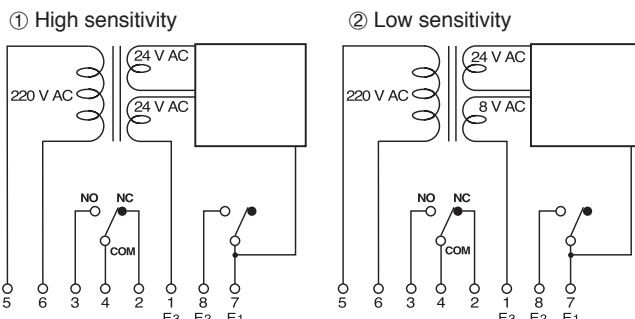 ① High sensitivity
24 V AC
220 V AC
24 V AC
NO NC
COM
5 6 3 4 2 1 8 7
E3 E2 E1
② Low sensitivity
24 V AC
220 V AC
8 V AC
NO NC
COM
5 6 3 4 2 1 8 7
E3 E2 E1